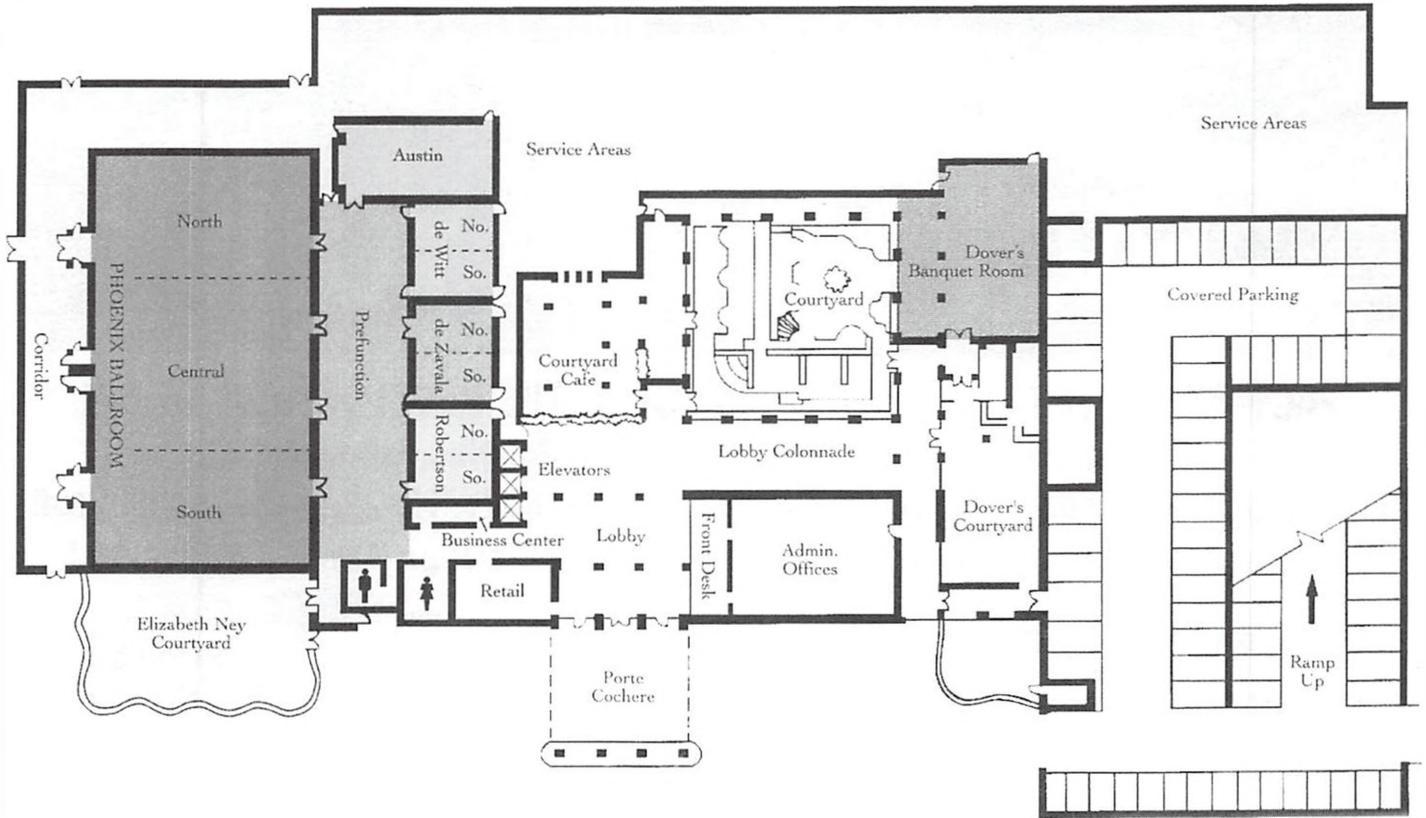 Service Areas
Service Areas
Austin
North
No.
de Witt
So.
PHOENIX BALLROOM
Prefunction
Corridor
Central
No.
de Zavala
So.
South
Robertson
No.
So.
Courtyard
Cafe
Courtyard
Dover's
Banquet Room
Covered Parking
Elevators
Lobby Colonnade
Business Center
Lobby
Front Desk
Admin.
Offices
Dover's
Courtyard
Retail
Elizabeth Ney
Courtyard
Porte
Cochere
Ramp
Up